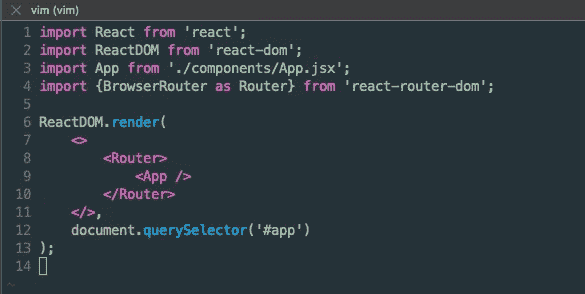 vim (vim)
1 import React from 'react';
2 import ReactDOM from 'react-dom';
3 import App from './components/App.jsx';
4 import {BrowserRouter as Router} from 'react-router-dom';
5
6 ReactDOM.render(
7     <>
8         <Router>
9             <App />
10         </Router>
11     </>,
12     document.querySelector('#app')
13 );
14
~